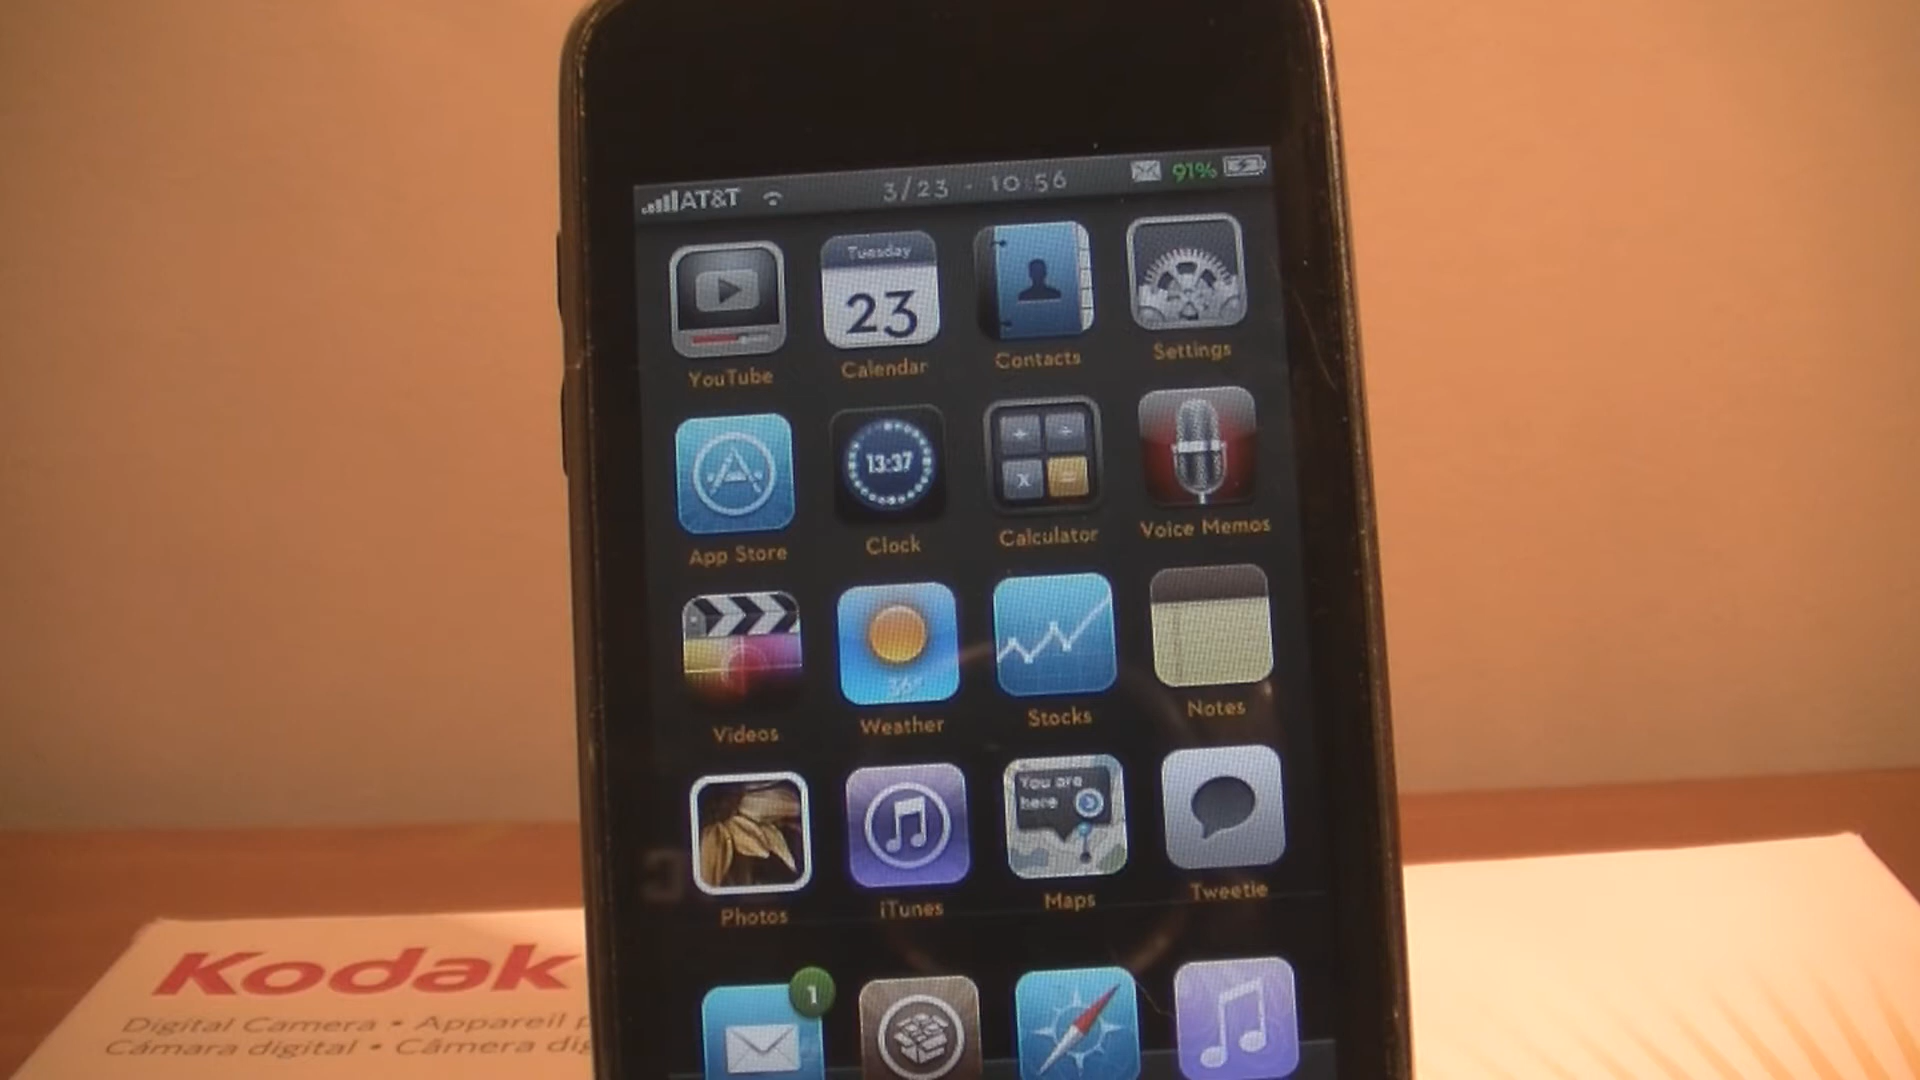 AT&T 3/23 - 10:56 91%
Tuesday
23
YouTube Calendar Contacts Settings
13:37
App Store Clock Calculator Voice Memos
36°
Videos Weather Stocks Notes
You are
here
Photos iTunes Maps Tweetie
1
Kodak
Digital Camera • Appareil
Cámara digital • Câmera